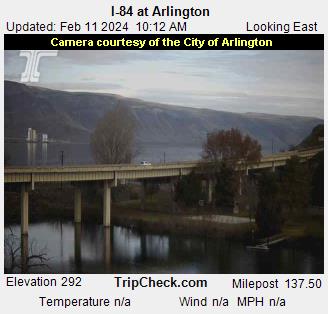 I-84 at Arlington
Updated: Feb 11 2024 10:12 AM Looking East
Camera courtesy of the City of Arlington
Elevation 292 TripCheck.com Milepost 137.50
Temperature n/a Wind n/a MPH n/a